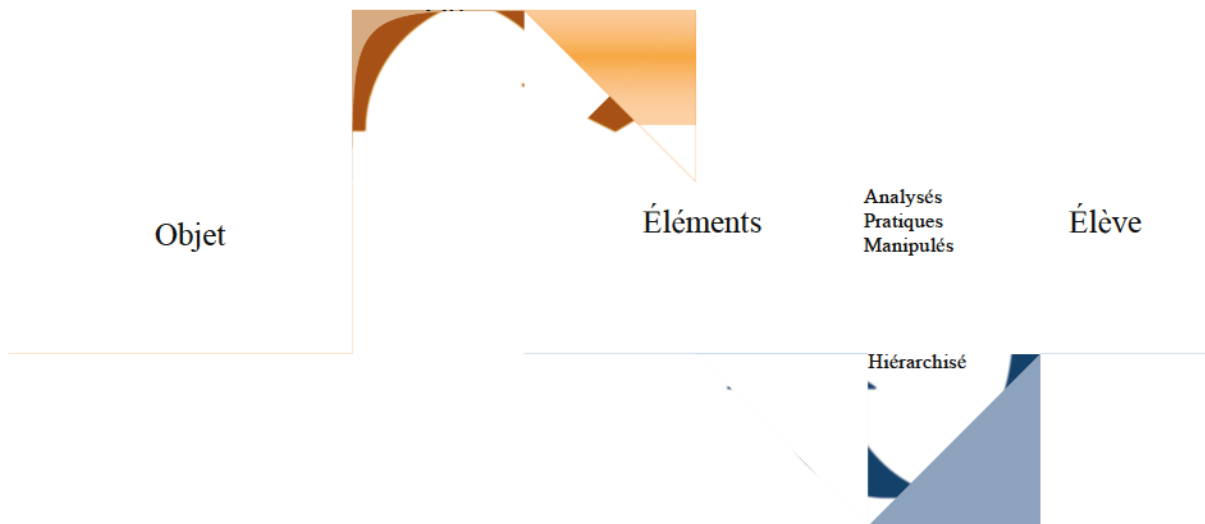 Objet
Éléments
Analysés
Pratiques
Manipulés
Élève
Hiérarchisé